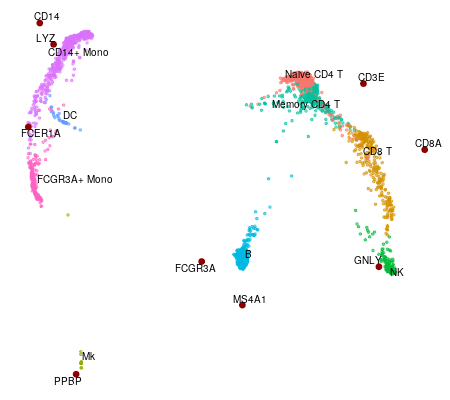 CD14
LYZ
CD14+ Mono
Naive CD4 T
CD3E
Memory CD4 T
DC
FCER1A
CD8A
CD8 T
FCGR3A+ Mono
B
GNLY
FCGR3A
NK
MS4A1
Mk
PPBP